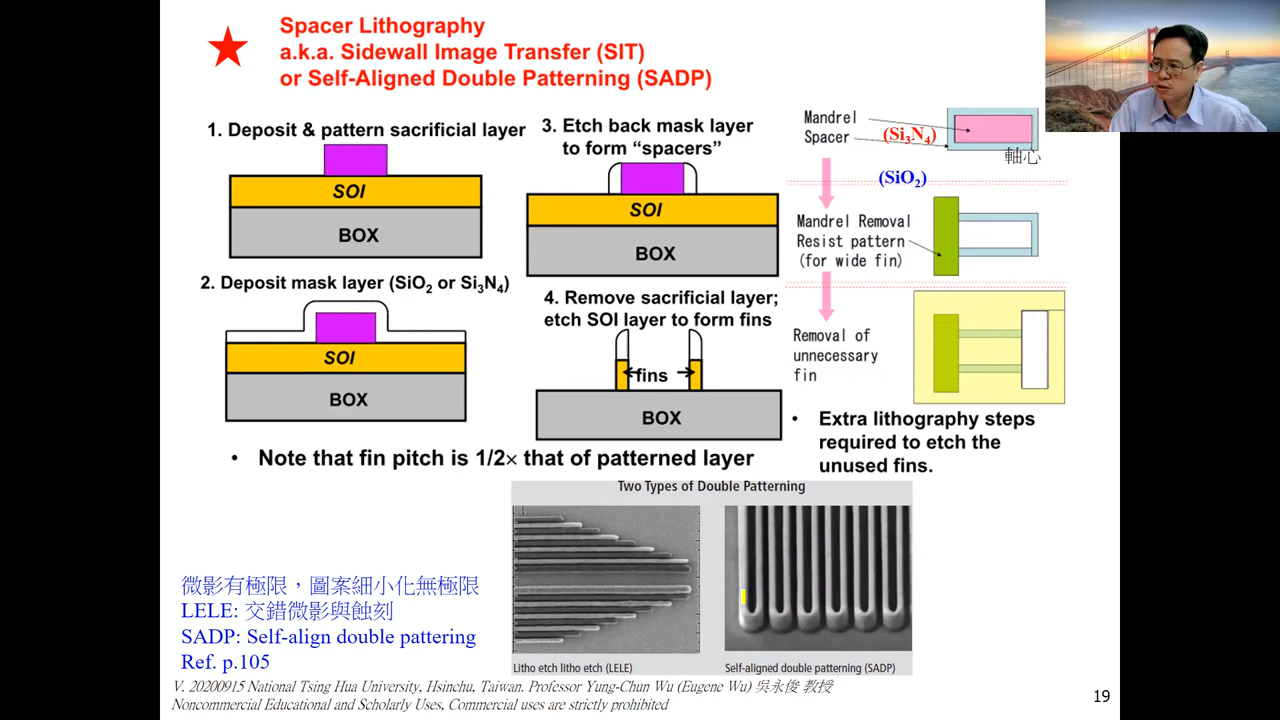 Spacer Lithography
a.k.a. Sidewall Image Transfer (SIT)
or Self-Aligned Double Patterning (SADP)
1. Deposit & pattern sacrificial layer
SOI
BOX
2. Deposit mask layer (SiO₂ or Si₃N₄)
SOI
BOX
3. Etch back mask layer
to form “spacers”
SOI
BOX
4. Remove sacrificial layer;
etch SOI layer to form fins
fins
BOX
• Note that fin pitch is 1/2× that of patterned layer
Mandrel
Spacer
(Si₃N₄)
軸心
(SiO₂)
Mandrel Removal
Resist pattern
(for wide fin)
Removal of
unnecessary
fin
• Extra lithography steps
required to etch the
unused fins.
Two Types of Double Patterning
Litho etch litho etch (LELE)
Self-aligned double patterning (SADP)
微影有極限，圖案細小化無極限
LELE: 交錯微影與蝕刻
SADP: Self-align double pattering
Ref. p.105
V. 20200915 National Tsing Hua University, Hsinchu, Taiwan. Professor Yung-Chun Wu (Eugene Wu) 吳永俊 教授
Noncommercial Educational and Scholarly Uses, Commercial uses are strictly prohibited
19